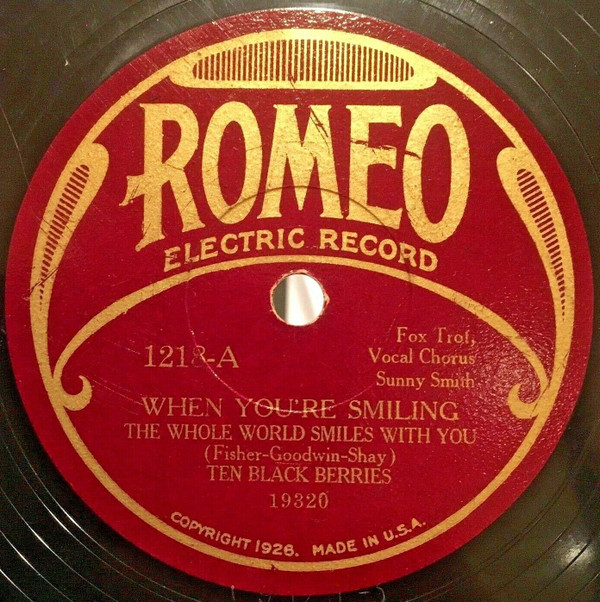 ROMEO
ELECTRIC RECORD
1218-A
Fox Trot,
Vocal Chorus
Sunny Smith
WHEN YOU'RE SMILING
THE WHOLE WORLD SMILES WITH YOU
(Fisher-Goodwin-Shay)
TEN BLACK BERRIES
19320
COPYRIGHT 1926. MADE IN U.S.A.